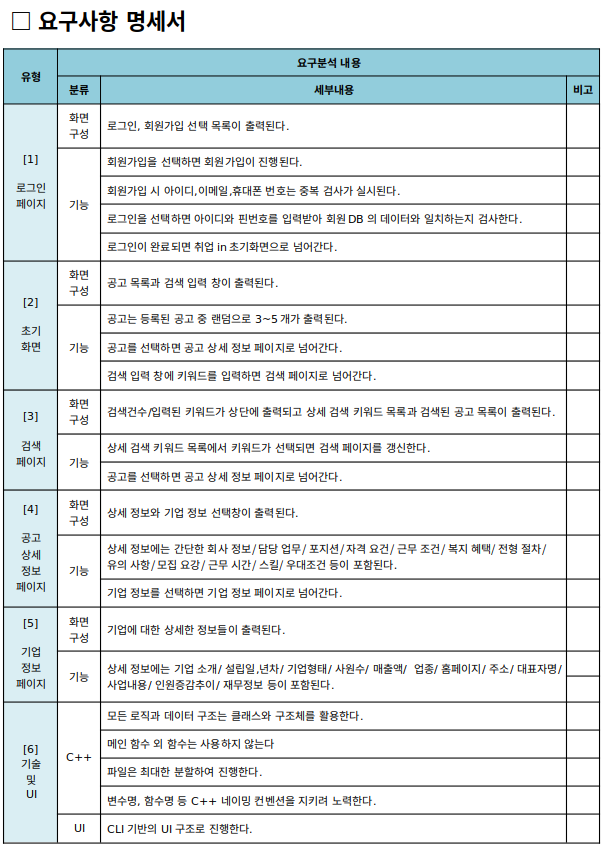 □ 요구사항 명세서
유형
요구분석 내용
분류
세부내용
비고
[1]
로그인
페이지
화면
구성
로그인, 회원가입 선택 목록이 출력된다.
기능
회원가입을 선택하면 회원가입이 진행된다.
회원가입 시 아이디,이메일,휴대폰 번호는 중복 검사가 실시된다.
로그인을 선택하면 아이디와 핀번호를 입력받아 회원DB 의 데이터와 일치하는지 검사한다.
로그인이 완료되면 취업 in 초기화면으로 넘어간다.
[2]
초기
화면
화면
구성
공고 목록과 검색 입력 창이 출력된다.
기능
공고는 등록된 공고 중 랜덤으로 3~5개가 출력된다.
공고를 선택하면 공고 상세 정보 페이지로 넘어간다.
검색 입력 창에 키워드를 입력하면 검색 페이지로 넘어간다.
[3]
검색
페이지
화면
구성
검색건수/입력된 키워드가 상단에 출력되고 상세 검색 키워드 목록과 검색된 공고 목록이 출력된다.
기능
상세 검색 키워드 목록에서 키워드가 선택되면 검색 페이지를 갱신한다.
공고를 선택하면 공고 상세 정보 페이지로 넘어간다.
[4]
공고
상세
정보
페이지
화면
구성
상세 정보와 기업 정보 선택창이 출력된다.
기능
상세 정보에는 간단한 회사 정보/ 담당 업무/ 포지션/ 자격 요건/ 근무 조건/ 복지 혜택/ 전형 절차/
유의 사항/ 모집 요강/ 근무 시간/ 스킬/ 우대조건 등이 포함된다.
기업 정보를 선택하면 기업 정보 페이지로 넘어간다.
[5]
기업
정보
페이지
화면
구성
기업에 대한 상세한 정보들이 출력된다.
기능
상세 정보에는 기업 소개/ 설립일,년차/ 기업형태/ 사원수/ 매출액/ 업종/ 홈페이지/ 주소/ 대표자명/
사업내용/ 인원증감추이/ 재무정보 등이 포함된다.
[6]
기술
및
UI
C++
모든 로직과 데이터 구조는 클래스와 구조체를 활용한다.
메인 함수 외 함수는 사용하지 않는다
파일은 최대한 분할하여 진행한다.
변수명, 함수명 등 C++ 네이밍 컨벤션을 지키려 노력한다.
UI
CLI 기반의 UI 구조로 진행한다.